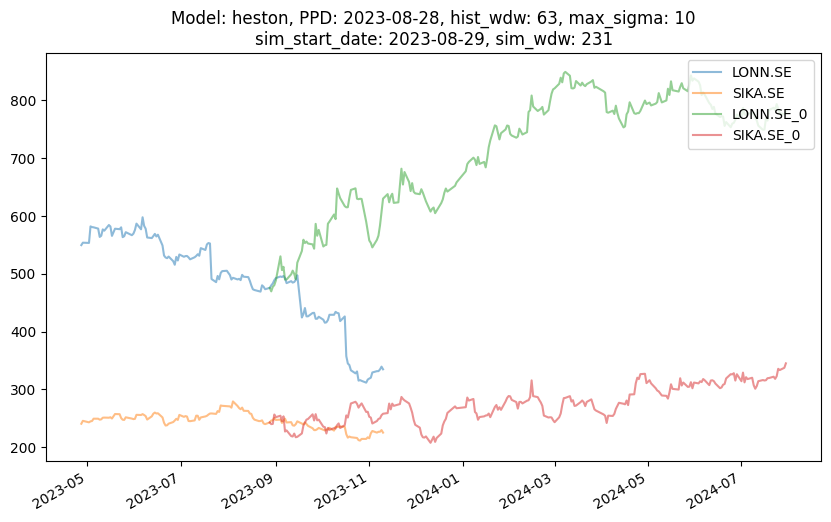 Model: heston, PPD: 2023-08-28, hist_wdw: 63, max_sigma: 10
sim_start_date: 2023-08-29, sim_wdw: 231
LONN.SE
SIKA.SE
LONN.SE_0
SIKA.SE_0
800
700
600
500
400
300
200
2023-05
2023-07
2023-09
2023-11
2024-01
2024-03
2024-05
2024-07